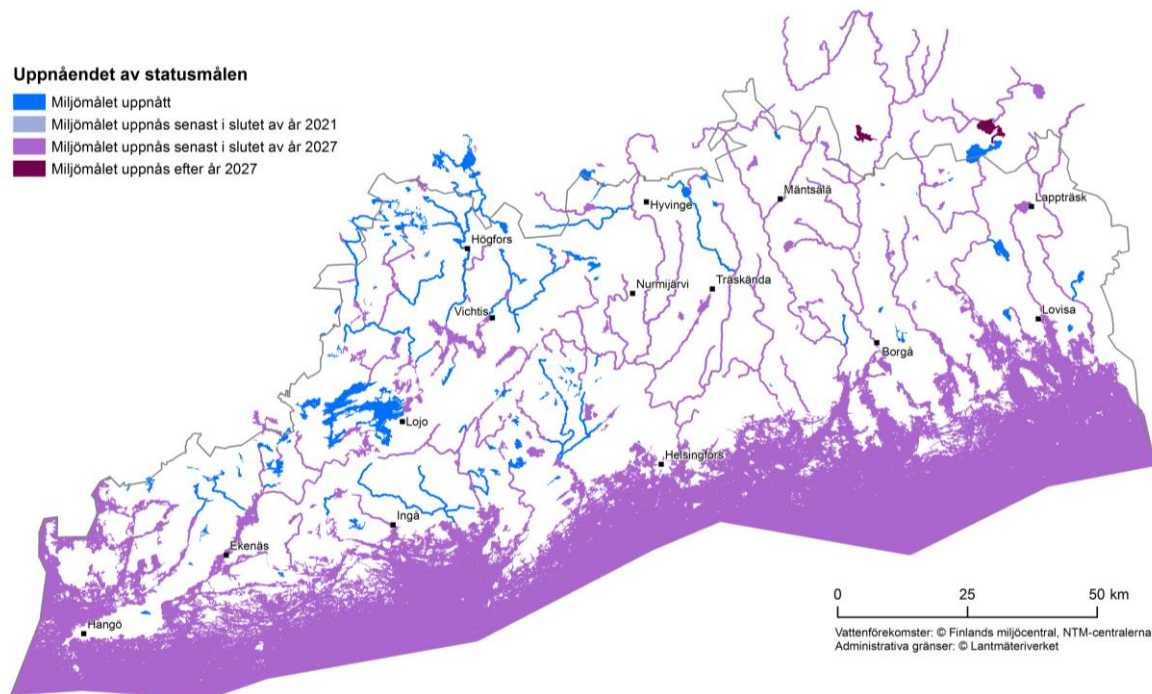 Uppnåendet av statusmålen
Miljömålet uppnått
Miljömålet uppnås senast i slutet av år 2021
Miljömålet uppnås senast i slutet av år 2027
Miljömålet uppnås efter år 2027
Mäntsälä
Hyvinge
Lappträsk
Högfors
Nurmijärvi
Träskända
Vichtis
Lovisa
Borgå
Lojo
Helsingfors
Ingå
Ekenäs
Hangö
0 25 50 km
Vattenförekomster: © Finlands miljöcentral, NTM-centralerna
Administrativa gränser: © Lantmäteriverket